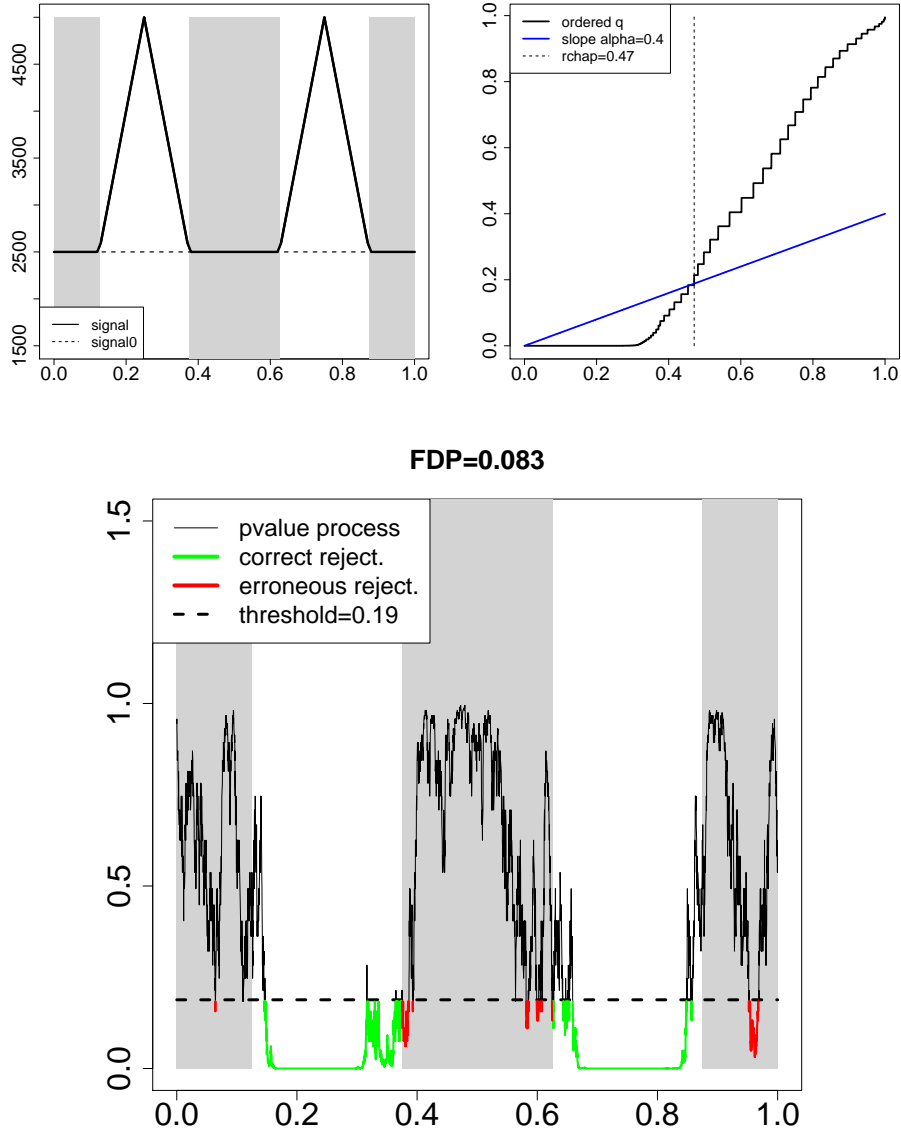 4500
3500
2500
1500
signal
signal0
0.0 0.2 0.4 0.6 0.8 1.0
ordered q
slope alpha=0.4
rchap=0.47
1.0
0.8
0.6
0.4
0.2
0.0
0.0 0.2 0.4 0.6 0.8 1.0
FDP=0.083
pvalue process
correct reject.
erroneous reject.
threshold=0.19
1.5
1.0
0.5
0.0
0.0 0.2 0.4 0.6 0.8 1.0